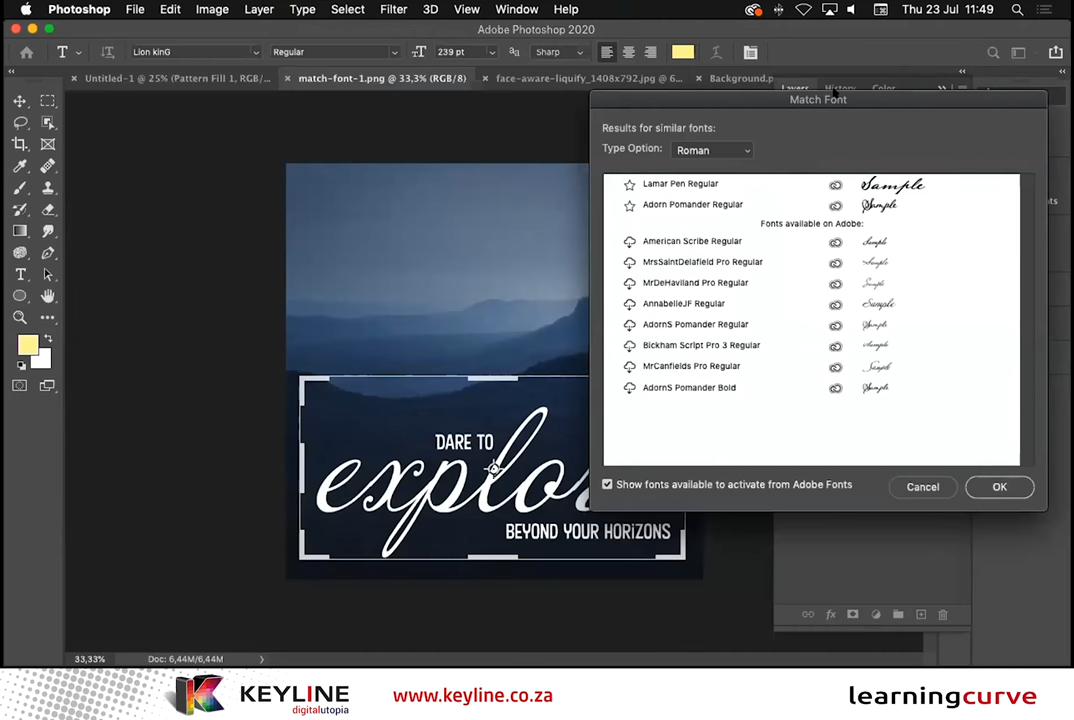 Photoshop File Edit Image Layer Type Select Filter 3D View Window Help Thu 23 Jul 11:49
Adobe Photoshop 2020
T Lion kinG Regular 239 pt Sharp
Untitled-1 @ 25% (Pattern Fill 1, RGB/... match-font-1.png @ 33,3% (RGB/8) face-aware-liquify_1408x792.jpg @ 6... Background.p
Layers History Color
Match Font
Results for similar fonts:
Type Option: Roman
Lamar Pen Regular Sample
Adorn Pomander Regular Sample
Fonts available on Adobe:
American Scribe Regular Sample
MrsSaintDelafield Pro Regular Sample
MrDeHaviland Pro Regular Sample
AnnabelleJF Regular Sample
AdornS Pomander Regular Sample
Bickham Script Pro 3 Regular Sample
MrCanfields Pro Regular Sample
AdornS Pomander Bold Sample
Show fonts available to activate from Adobe Fonts Cancel OK
DARE TO
explo
BEYOND YOUR HORIZONS
33,33% Doc: 6,44M/6,44M
KEYLINE
digitalutopia
www.keyline.co.za
learningcurve